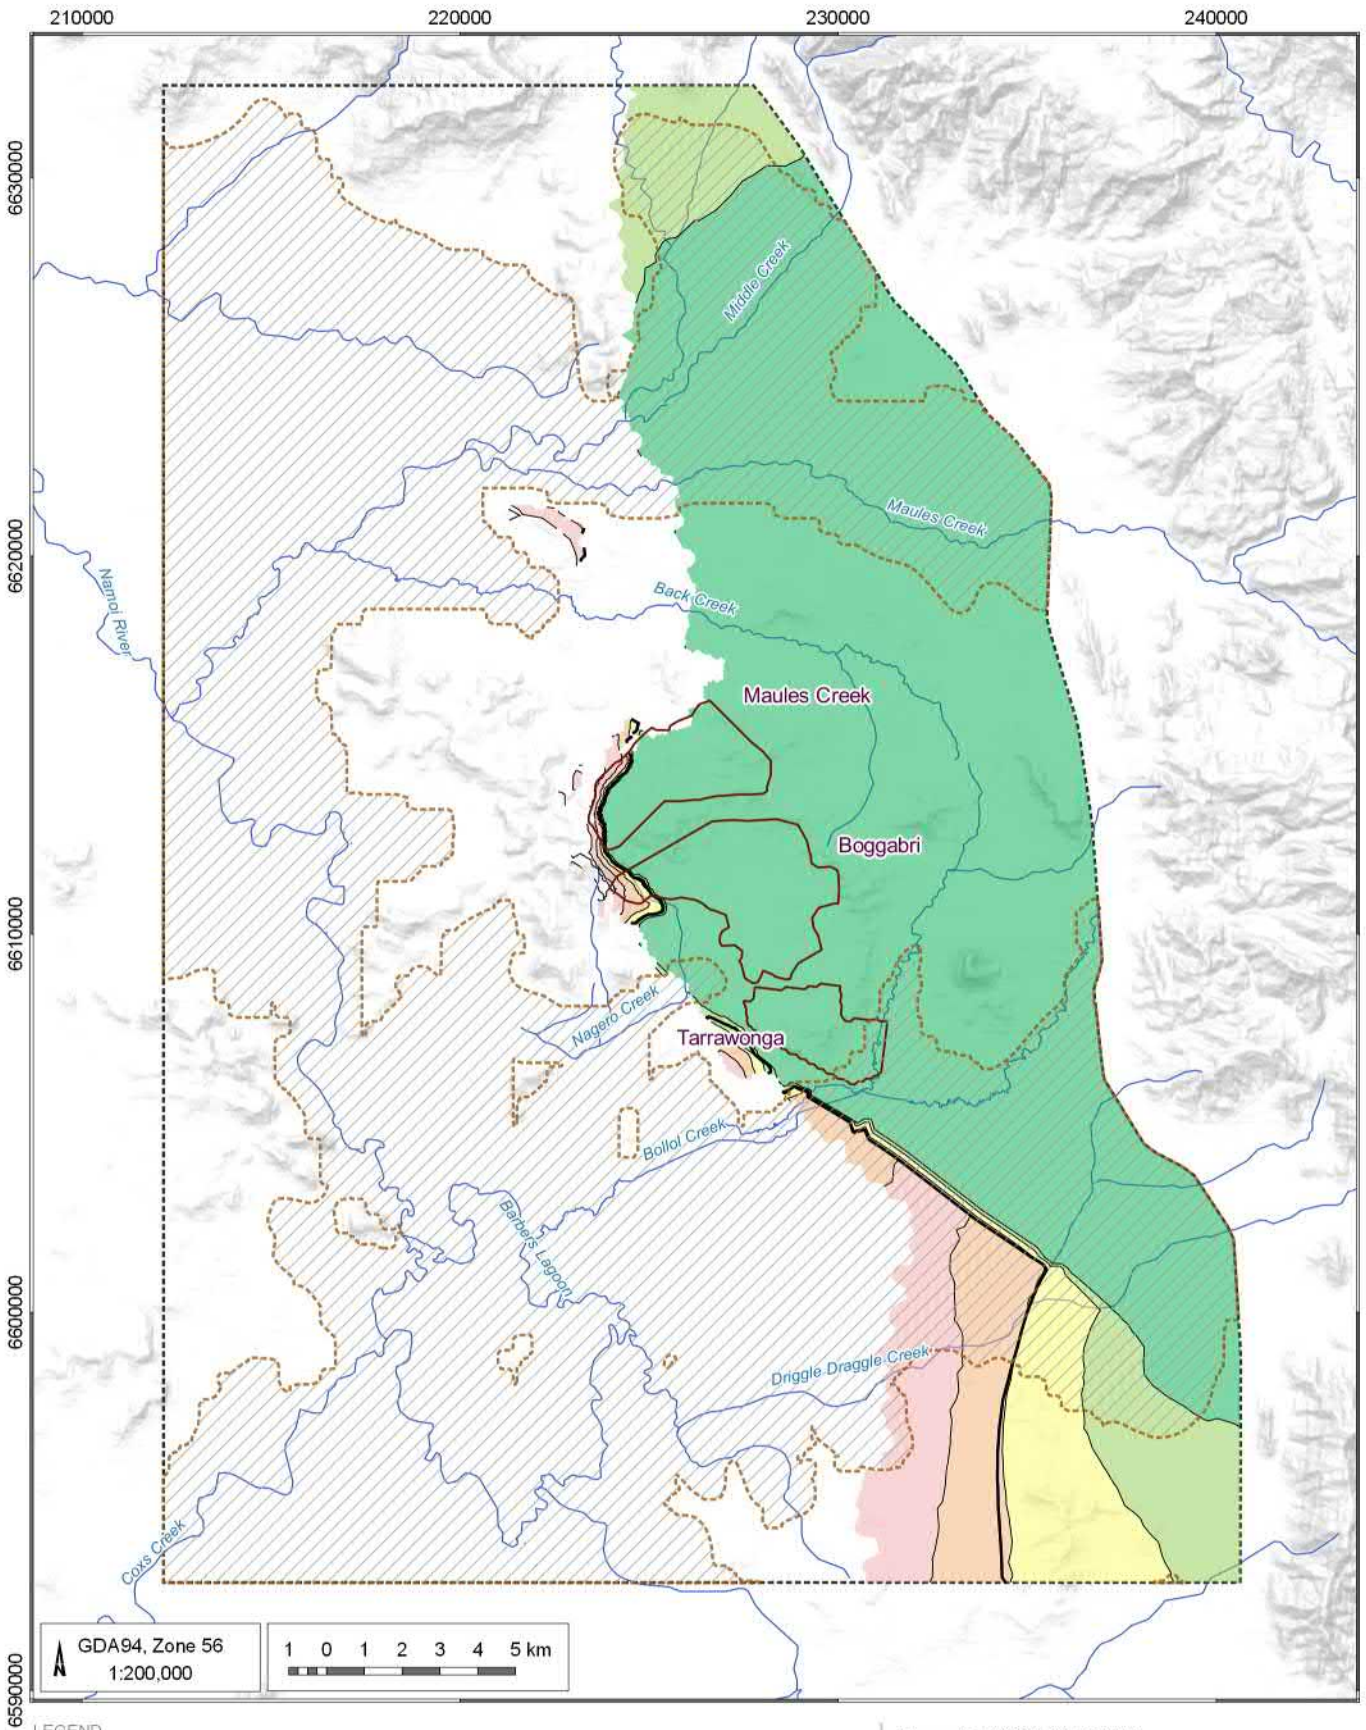 210000 220000 230000 240000
6630000
Middle Creek
Maules Creek
6620000
Namoi River
Back Creek
Maules Creek
Boggabri
6610000
Nagero Creek
Tarrawonga
Bollol Creek
Barbers Lagoon
6600000
Driggle Draggle Creek
Coxs Creek
GDA94, Zone 56
1:200,000
1 0 1 2 3 4 5 km
6590000
LEGEND